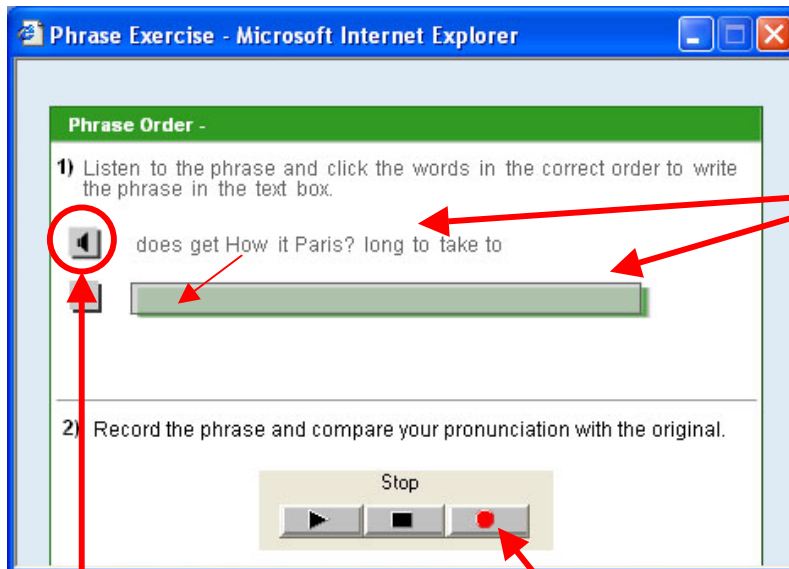 Phrase Exercise - Microsoft Internet Explorer
Phrase Order -
1) Listen to the phrase and click the words in the correct order to write
the phrase in the text box.
does get How it Paris? long to take to
2) Record the phrase and compare your pronunciation with the original.
Stop